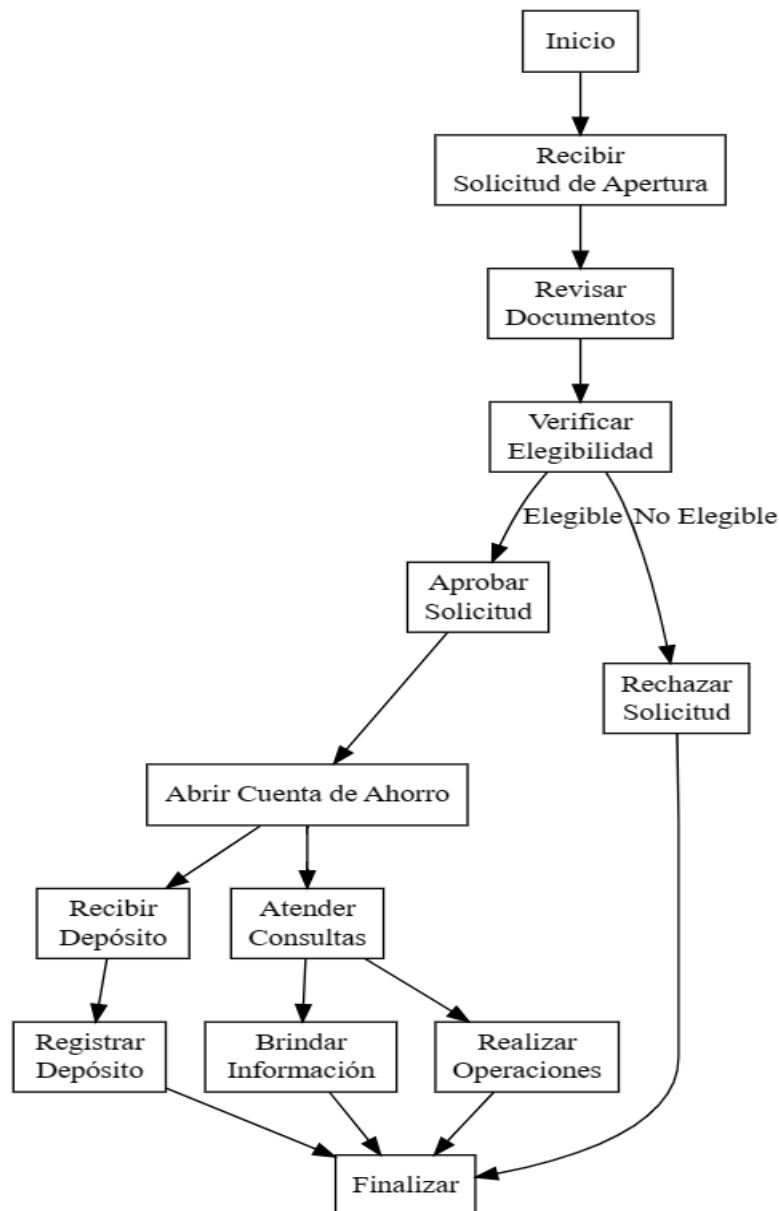 Inicio
Recibir
Solicitud de Apertura
Revisar
Documentos
Verificar
Elegibilidad
Elegible
No Elegible
Aprobar
Solicitud
Rechazar
Solicitud
Abrir Cuenta de Ahorro
Recibir
Depósito
Atender
Consultas
Registrar
Depósito
Brindar
Información
Realizar
Operaciones
Finalizar